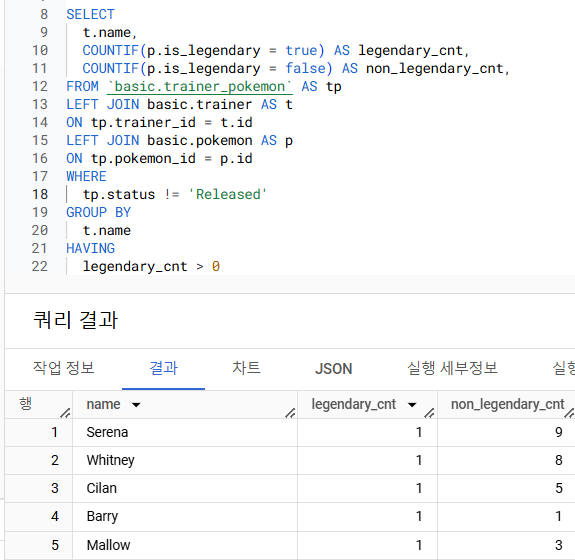 8 SELECT
9 t.name,
10 COUNTIF(p.is_legendary = true) AS legendary_cnt,
11 COUNTIF(p.is_legendary = false) AS non_legendary_cnt,
12 FROM `basic.trainer_pokemon` AS tp
13 LEFT JOIN basic.trainer AS t
14 ON tp.trainer_id = t.id
15 LEFT JOIN basic.pokemon AS p
16 ON tp.pokemon_id = p.id
17 WHERE
18 tp.status != 'Released'
19 GROUP BY
20 t.name
21 HAVING
22 legendary_cnt > 0
쿼리 결과
작업 정보 결과 차트 JSON 실행 세부정보
행 name legendary_cnt non_legendary_cnt
1 Serena 1 9
2 Whitney 1 8
3 Cilan 1 5
4 Barry 1 1
5 Mallow 1 3